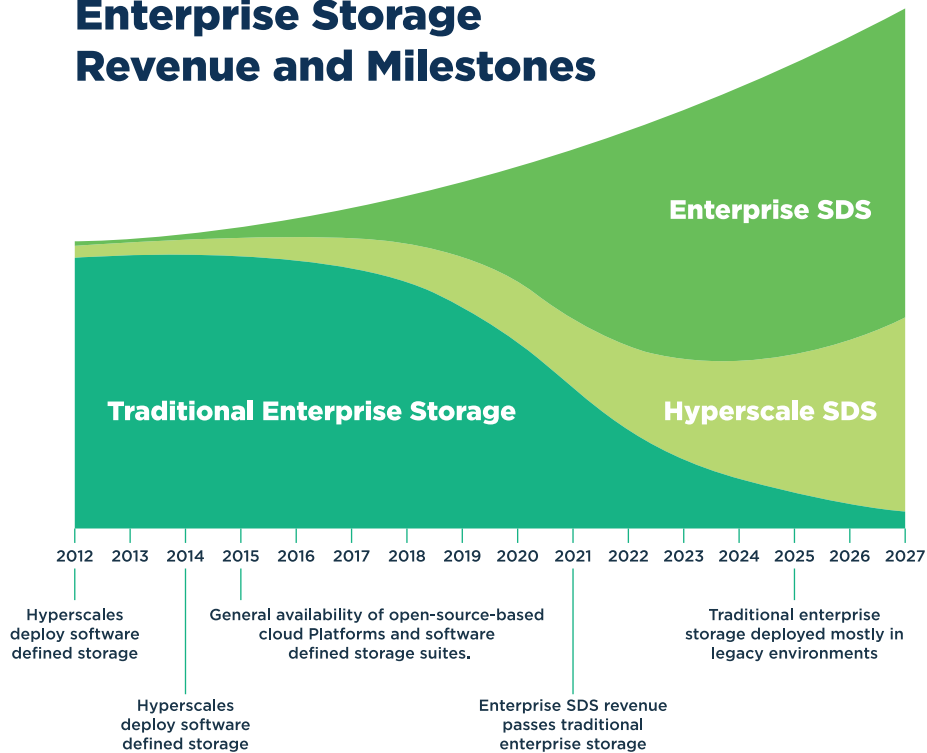 Enterprise Storage
Revenue and Milestones
Enterprise SDS
Traditional Enterprise Storage
Hyperscale SDS
2012 2013 2014 2015 2016 2017 2018 2019 2020 2021 2022 2023 2024 2025 2026 2027
Hyperscales
deploy software
defined storage
General availability of open-source-based
cloud Platforms and software
defined storage suites.
Traditional enterprise
storage deployed mostly in
legacy environments
Hyperscales
deploy software
defined storage
Enterprise SDS revenue
passes traditional
enterprise storage